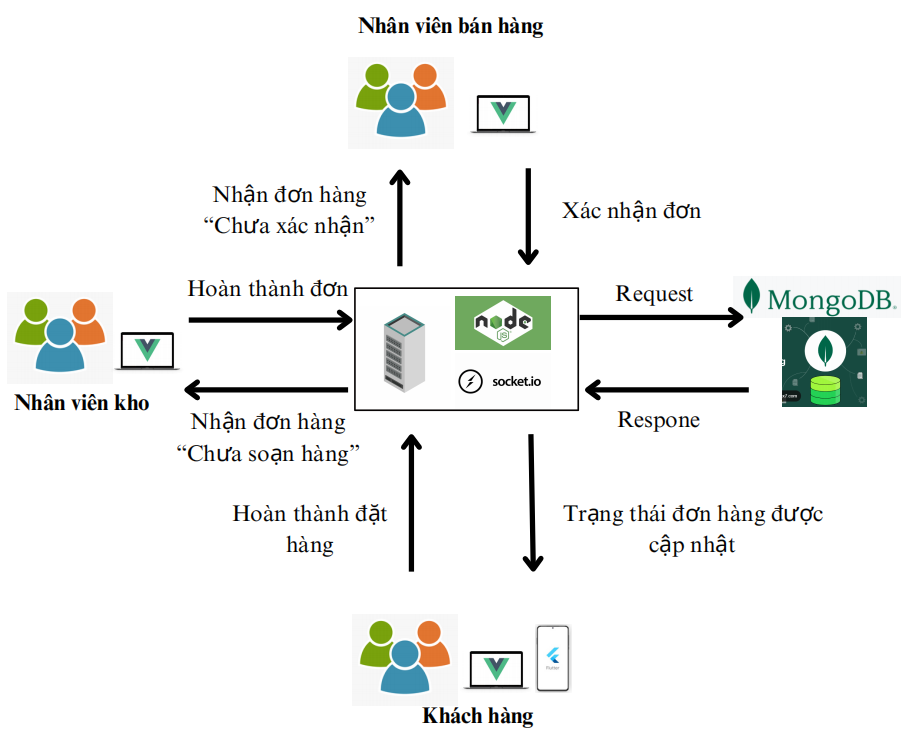 Nhân viên bán hàng
Nhận đơn hàng
“Chưa xác nhận”
Xác nhận đơn
Hoàn thành đơn
Request
node
JS
socket.io
MongoDB.
Nhân viên kho
Nhận đơn hàng
“Chưa soạn hàng”
Respone
Hoàn thành đặt
hàng
Trạng thái đơn hàng được
cập nhật
Flutter
Khách hàng